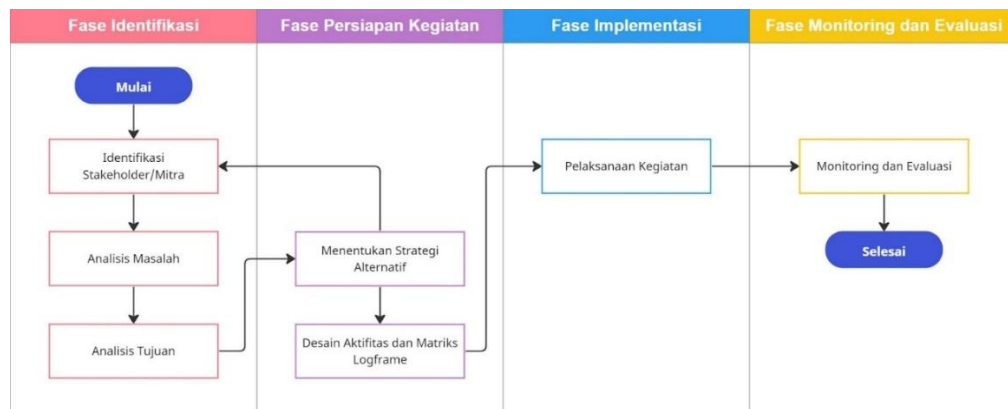 Fase Identifikasi
Fase Persiapan Kegiatan
Fase Implementasi
Fase Monitoring dan Evaluasi
Mulai
Identifikasi
Stakeholder/Mitra
Analisis Masalah
Analisis Tujuan
Menentukan Strategi
Alternatif
Desain Aktifitas dan Matriks
Logframe
Pelaksanaan Kegiatan
Monitoring dan Evaluasi
Selesai